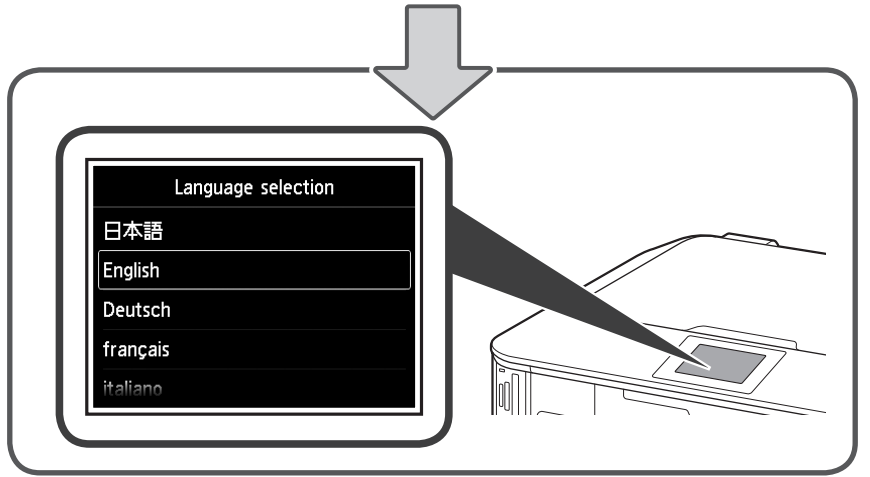 Language selection
日本語
English
Deutsch
français
italiano